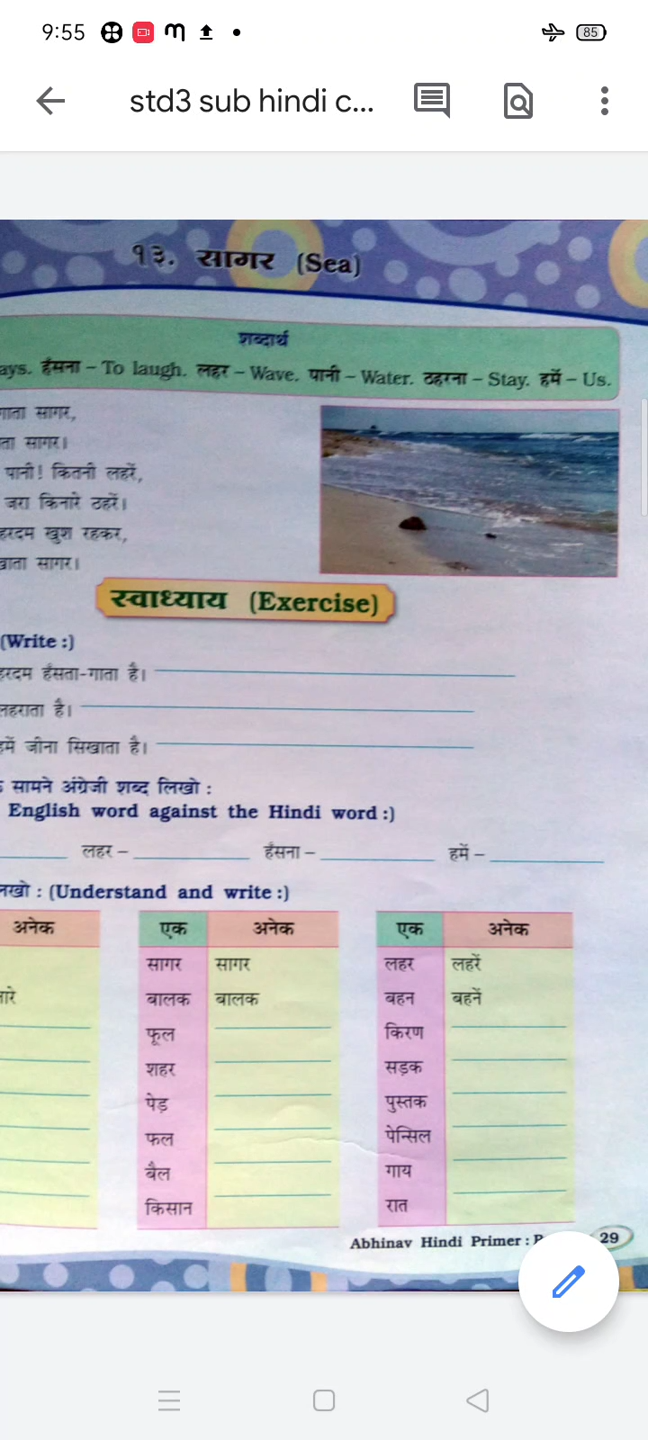 9:55
85
std3 sub hindi c...
१३. सागर (Sea)
शब्दार्थ
ays. हँसना – To laugh. लहर – Wave. पानी – Water. ठहरना – Stay. हमें – Us.
गाता सागर,
ता सागर।
पानी! कितनी लहरें,
जरा किनारे ठहरें।
हरदम खुश रहकर,
खाता सागर।
स्वाध्याय (Exercise)
(Write :)
हरदम हँसता-गाता है।
लहराता है।
हमें जीना सिखाता है।
सामने अंग्रेजी शब्द लिखो :
English word against the Hindi word :)
लहर – हँसना – हमें –
लिखो : (Understand and write :)
अनेक एक अनेक एक अनेक
सागर सागर लहर लहरें
नारे बालक बालक बहन बहनें
फूल किरण
शहर सड़क
पेड़ पुस्तक
फल पेन्सिल
बैल गाय
किसान रात
Abhinav Hindi Primer : 29